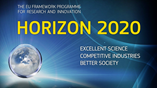 THE EU FRAMEWORK PROGRAMME
FOR RESEARCH AND INNOVATION
HORIZON 2020
EXCELLENT SCIENCE
COMPETITIVE INDUSTRIES
BETTER SOCIETY